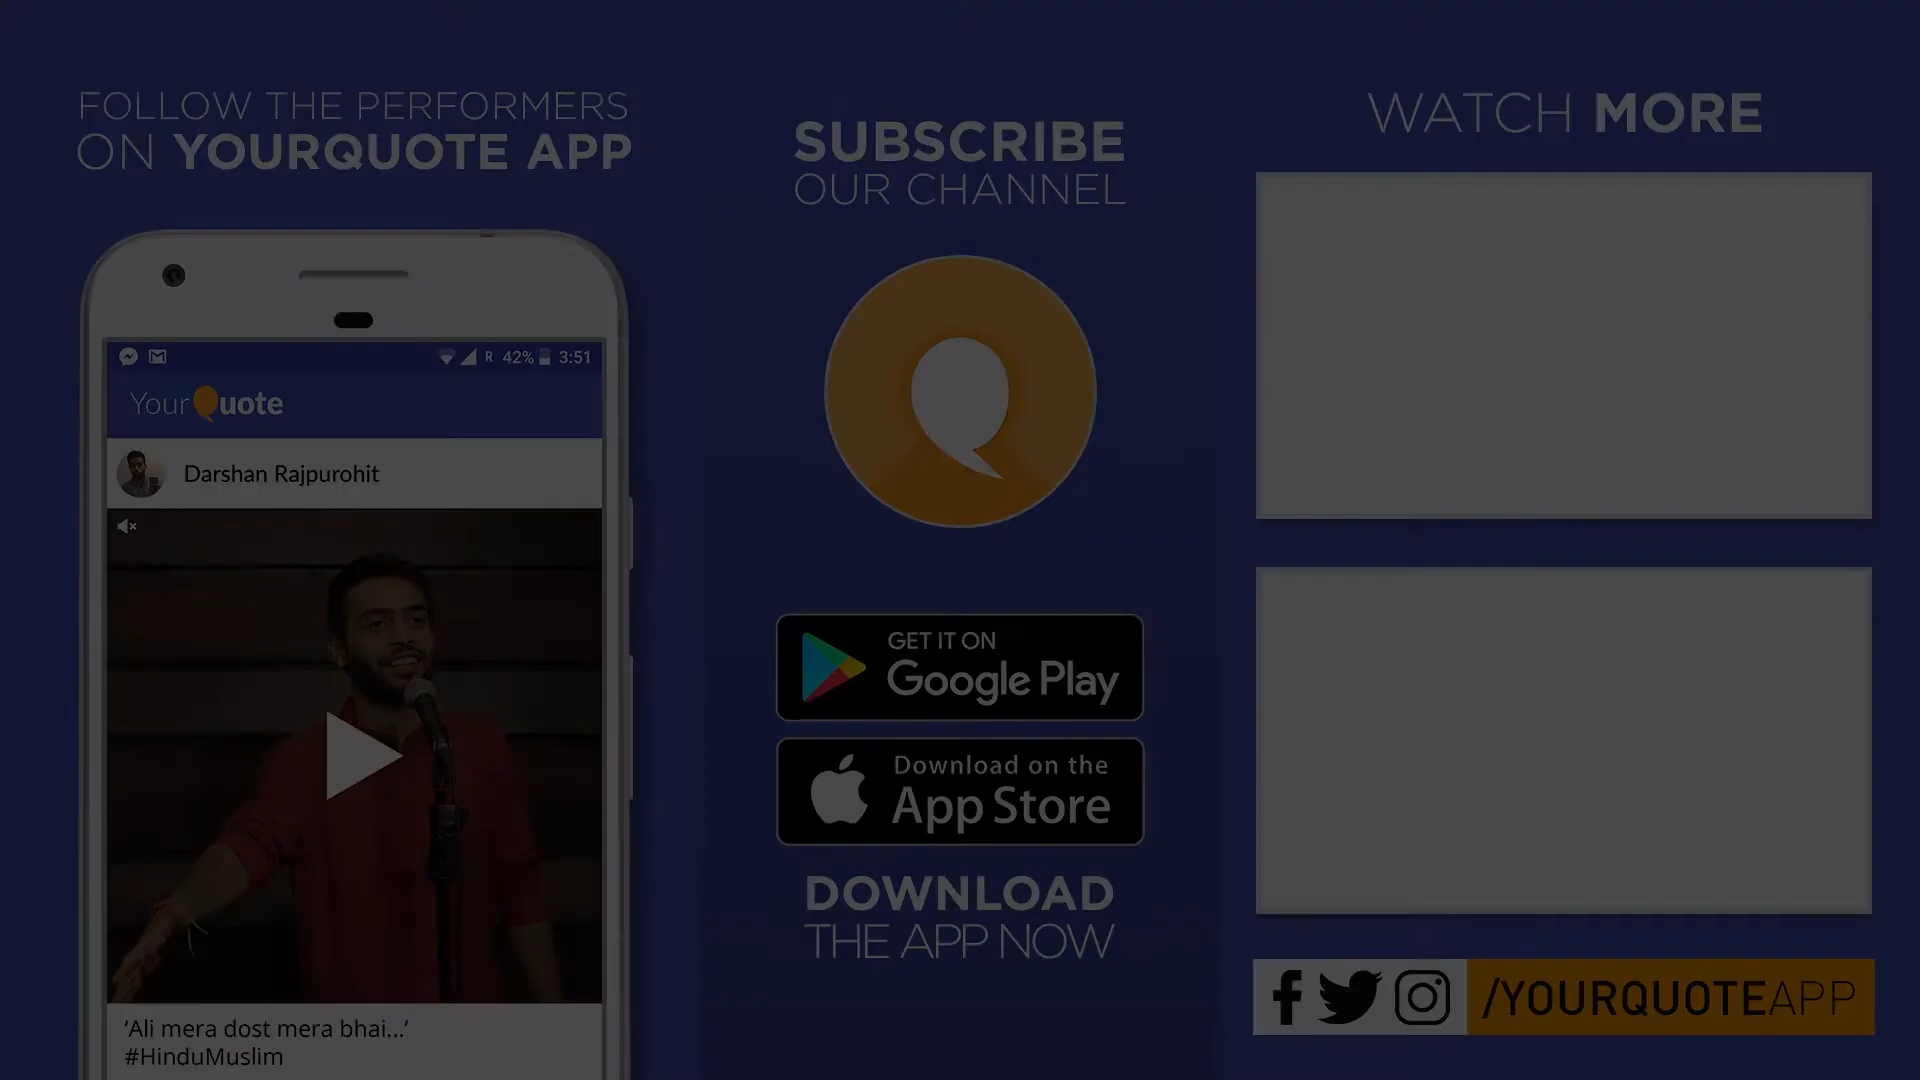 FOLLOW THE PERFORMERS
ON YOURQUOTE APP
R 42% 3:51
YourQuote
Darshan Rajpurohit
‘Ali mera dost mera bhai...’
#HinduMuslim
SUBSCRIBE
OUR CHANNEL
GET IT ON
Google Play
Download on the
App Store
DOWNLOAD
THE APP NOW
WATCH MORE
/YOURQUOTEAPP